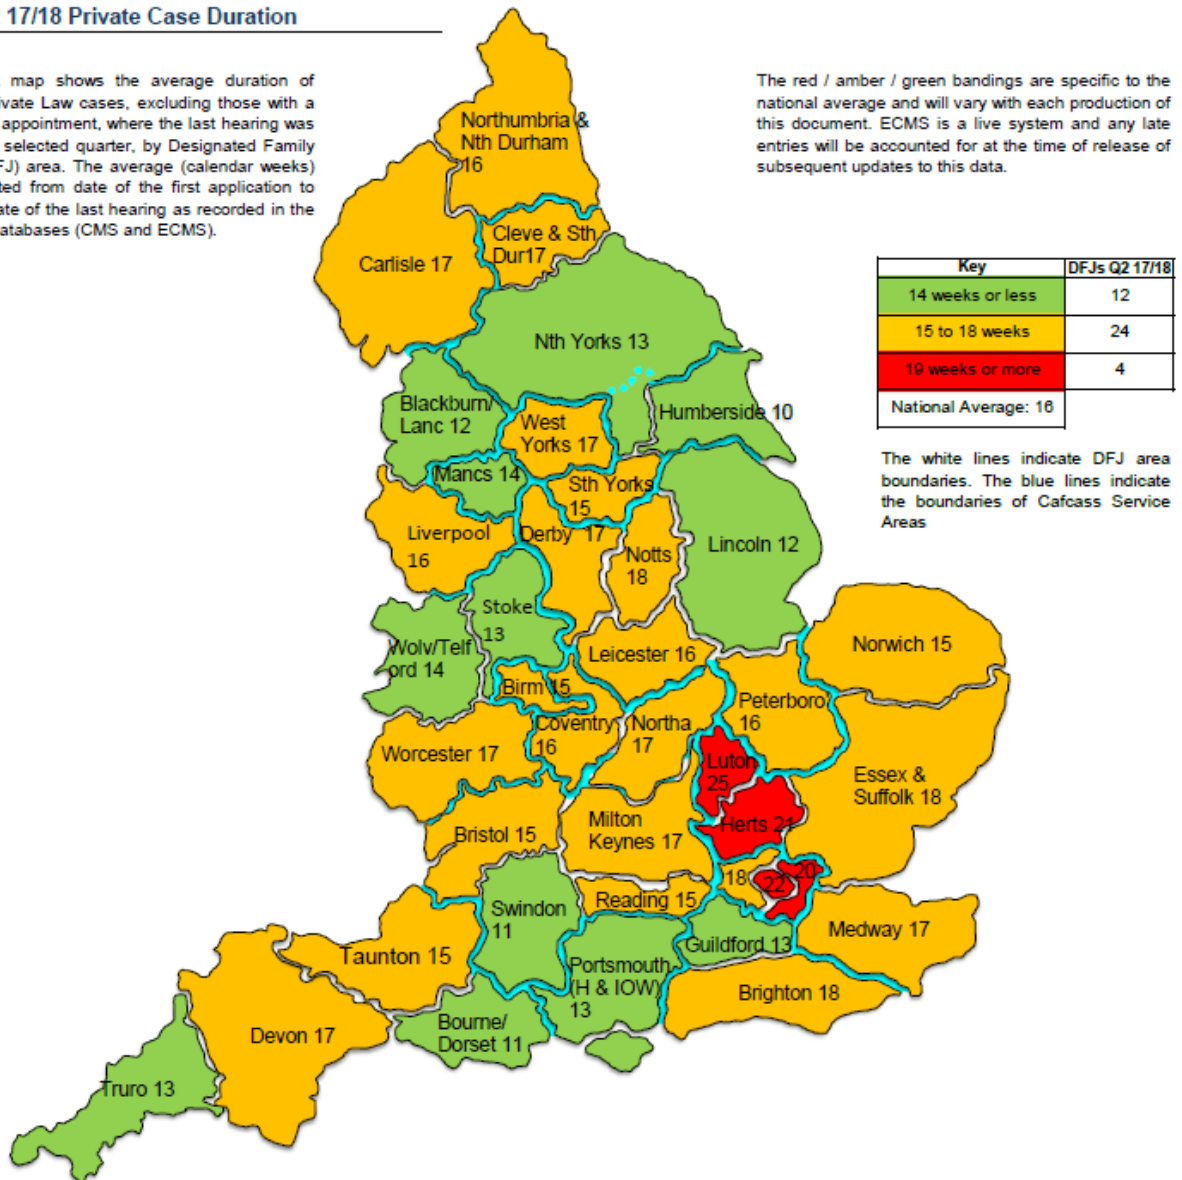 17/18 Private Case Duration
map shows the average duration of
ivate Law cases, excluding those with a
appointment, where the last hearing was
selected quarter, by Designated Family
FJ) area. The average (calendar weeks)
ted from date of the first application to
ate of the last hearing as recorded in the
atabases (CMS and ECMS).
The red / amber / green bandings are specific to the
national average and will vary with each production of
this document. ECMS is a live system and any late
entries will be accounted for at the time of release of
subsequent updates to this data.
Key DFJs Q2 17/18
14 weeks or less 12
15 to 18 weeks 24
19 weeks or more 4
National Average: 16
The white lines indicate DFJ area
boundaries. The blue lines indicate
the boundaries of Cafcass Service
Areas
Northumbria &
Nth Durham
16
Carlisle 17
Cleve & Sth
Dur17
Nth Yorks 13
Blackburn/
Lanc 12
West
Yorks 17
Humberside 10
Mancs 14
Sth Yorks
15
Liverpool
16
Derby 17
Notts
18
Lincoln 12
Stoke
13
Wolv/Telf
ord 14
Leicester 16
Norwich 15
Birm 15
Peterboro'
16
Coventry
16
Northa
17
Worcester 17
Luton
25
Essex &
Suffolk 18
Herts 21
Bristol 15
Milton
Keynes 17
18
22
20
Reading 15
Swindon
11
Medway 17
Guildford 13
Taunton 15
Portsmouth
(H & IOW)
13
Brighton 18
Bourne/
Dorset 11
Devon 17
Truro 13